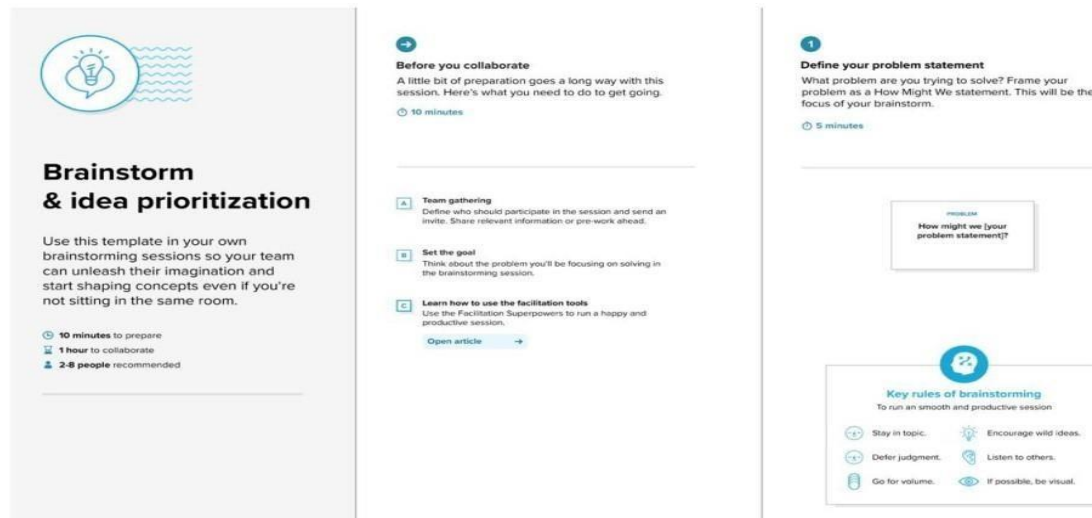 Brainstorm
& idea prioritization
Use this template in your own
brainstorming sessions so your team
can unleash their imagination and
start shaping concepts even if you're
not sitting in the same room.
10 minutes to prepare
1 hour to collaborate
2-8 people recommended
Before you collaborate
A little bit of preparation goes a long way with this
session. Here's what you need to do to get going.
10 minutes
A
Team gathering
Define who should participate in the session and send an
invite. Share relevant information or pre-work ahead.
B
Set the goal
Think about the problem you'll be focusing on solving in
the brainstorming session.
C
Learn how to use the facilitation tools
Use the Facilitation Superpowers to run a happy and
productive session.
Open article
1
Define your problem statement
What problem are you trying to solve? Frame your
problem as a How Might We statement. This will be the
focus of your brainstorm.
5 minutes
PROBLEM
How might we [your
problem statement]?
Key rules of brainstorming
To run an smooth and productive session
Stay in topic.
Encourage wild ideas.
Defer judgment.
Listen to others.
Go for volume.
If possible, be visual.